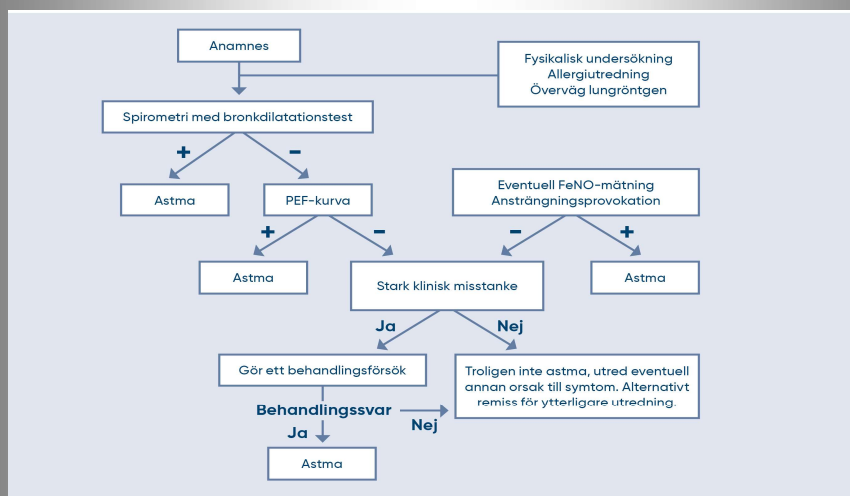 Anamnes
Fysikalisk undersökning
Allergiutredning
Överväg lungröntgen
Spirometri med bronkdilatationstest
+
–
Astma
PEF-kurva
Eventuell FeNO-mätning
Ansträngningsprovokation
+
–
–
+
Astma
Stark klinisk misstanke
Astma
Ja
Nej
Gör ett behandlingsförsök
Troligen inte astma, utred eventuell
annan orsak till symtom. Alternativt
remiss för ytterligare utredning.
Behandlingssvar
Nej
Ja
Astma